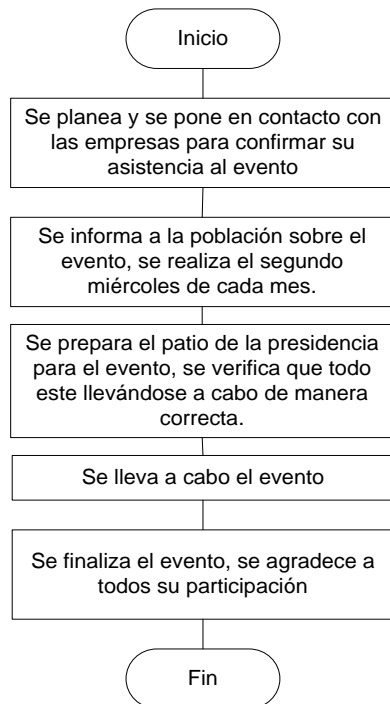 Inicio
Se planea y se pone en contacto con
las empresas para confirmar su
asistencia al evento
Se informa a la población sobre el
evento, se realiza el segundo
miércoles de cada mes.
Se prepara el patio de la presidencia
para el evento, se verifica que todo
este llevándose a cabo de manera
correcta.
Se lleva a cabo el evento
Se finaliza el evento, se agradece a
todos su participación
Fin